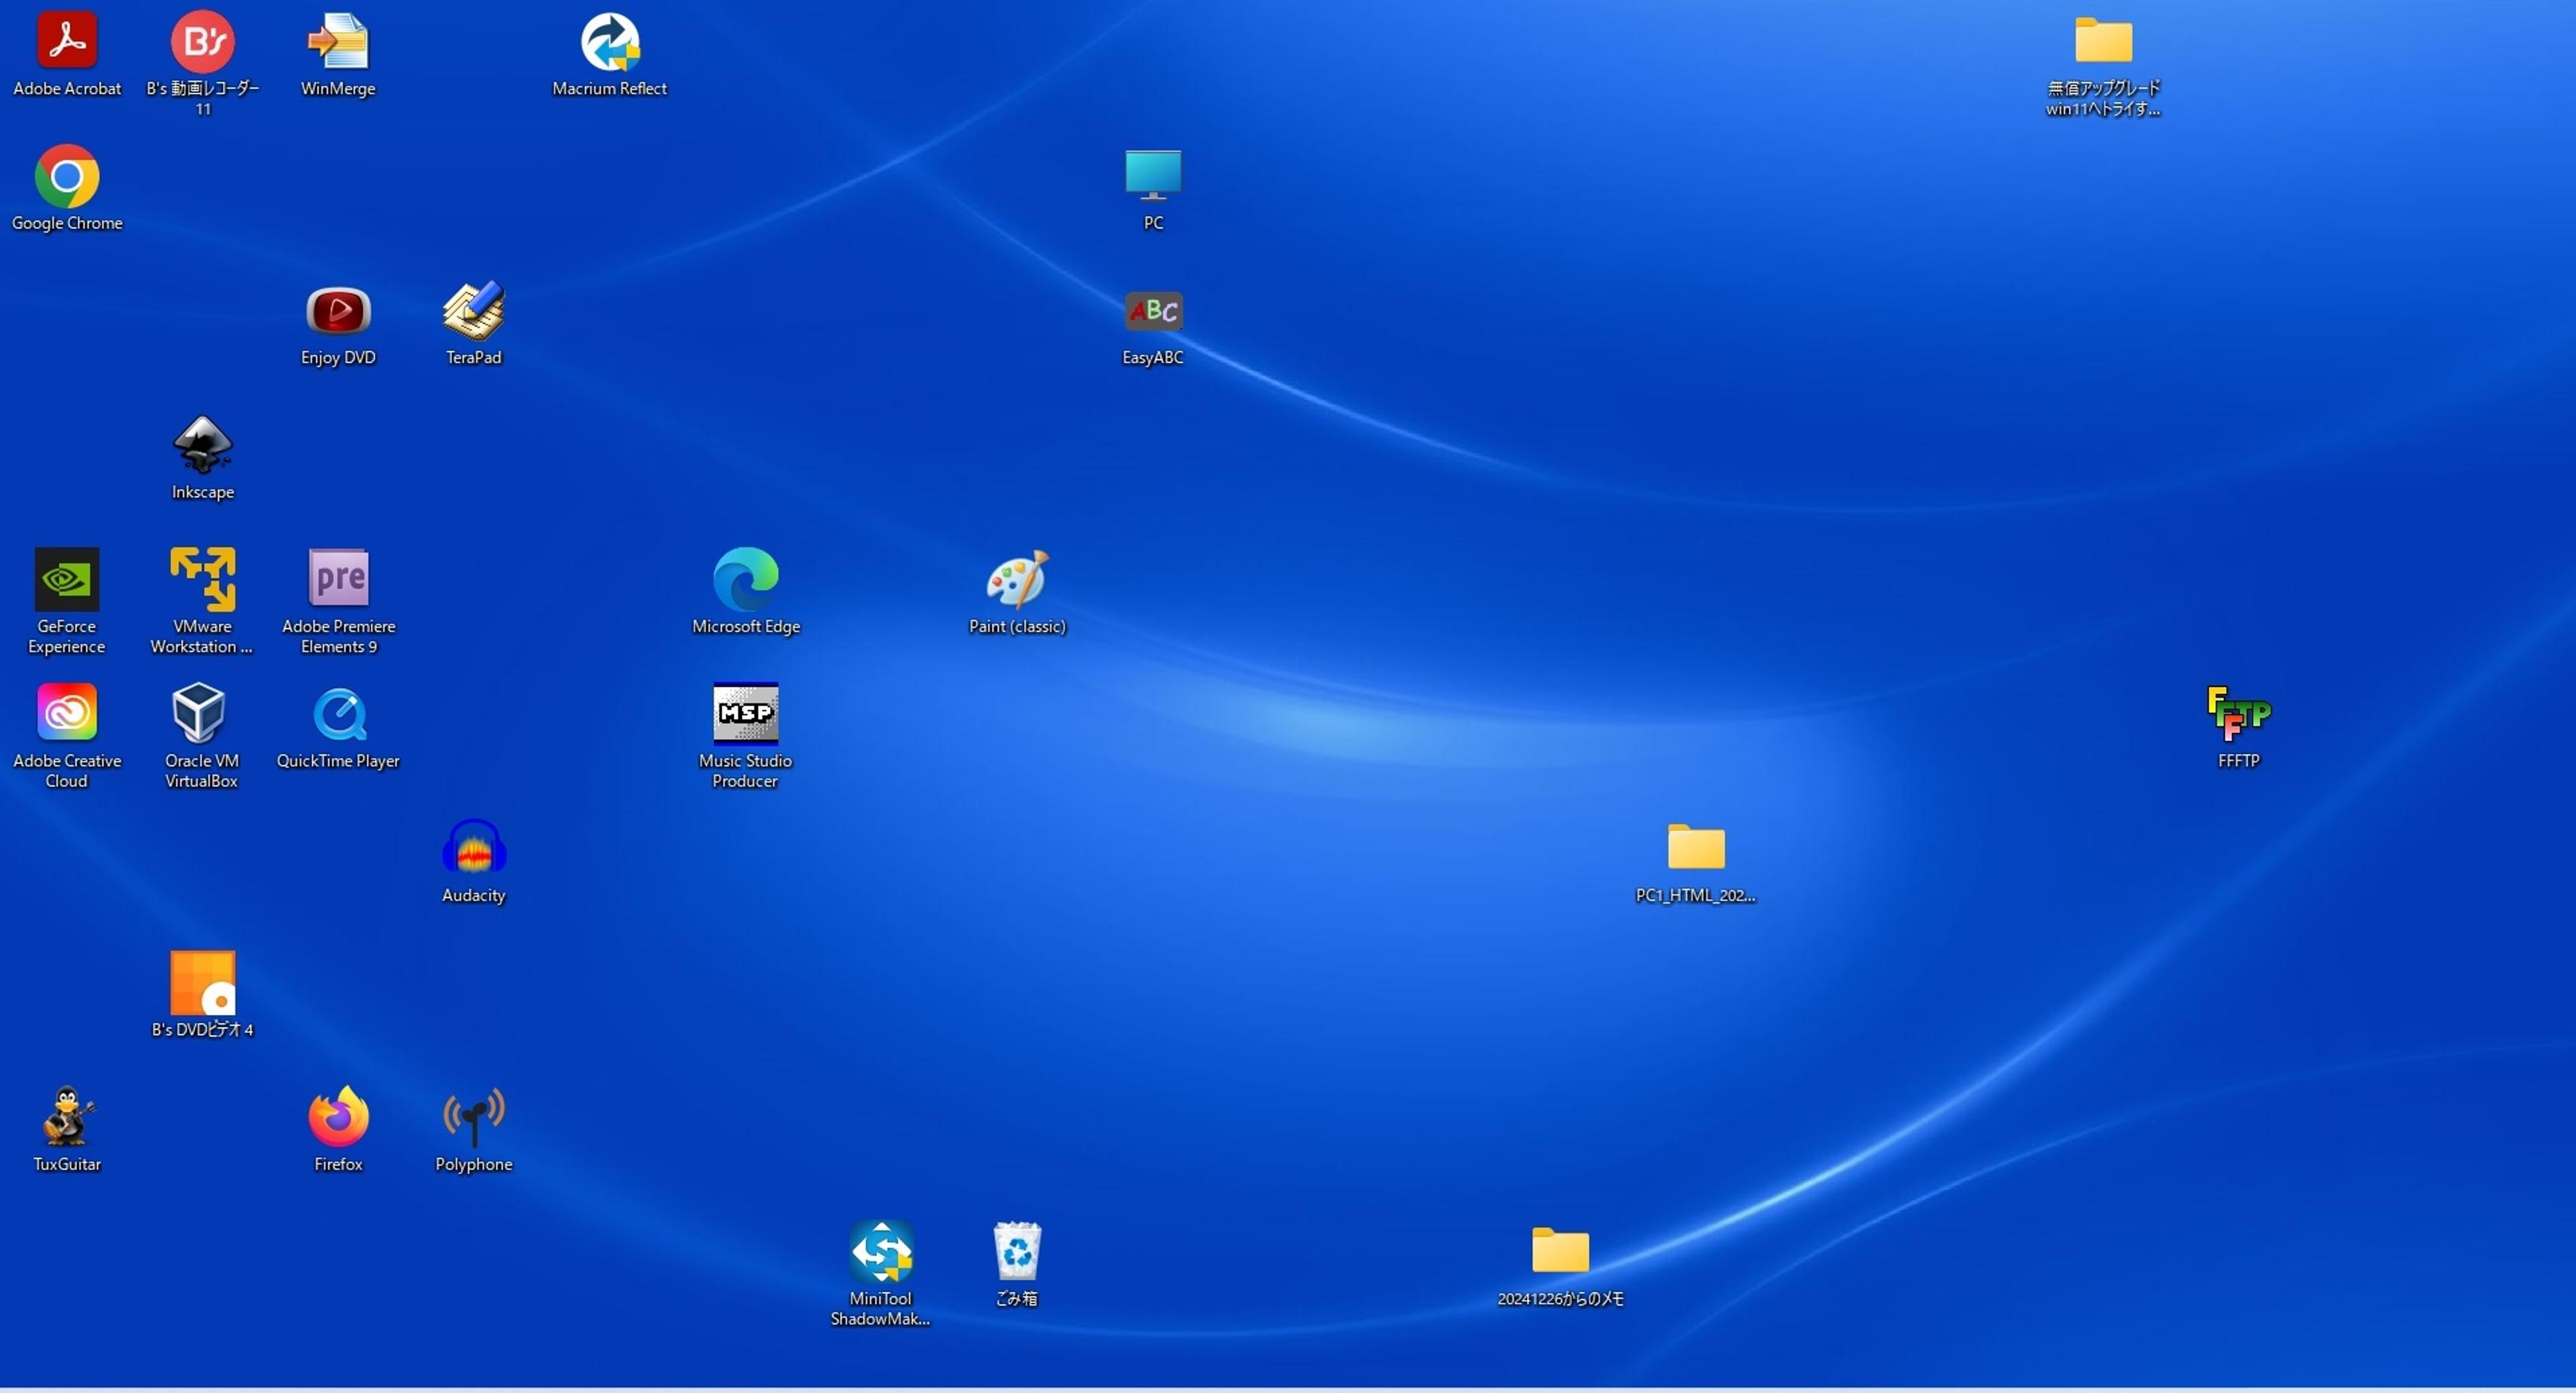 Adobe Acrobat
B's 動画レコーダー
11
WinMerge
Macrium Reflect
無償アップグレード
win11へトライす...
Google Chrome
PC
Enjoy DVD
TeraPad
ABC
EasyABC
Inkscape
pre
GeForce
Experience
VMware
Workstation ...
Adobe Premiere
Elements 9
Microsoft Edge
Paint (classic)
MSP
FFFTP
Adobe Creative
Cloud
Oracle VM
VirtualBox
QuickTime Player
Music Studio
Producer
FFFTP
Audacity
PC1_HTML_202...
B's DVDビデオ 4
TuxGuitar
Firefox
Polyphone
MiniTool
ShadowMak...
ごみ箱
20241226からのメモ